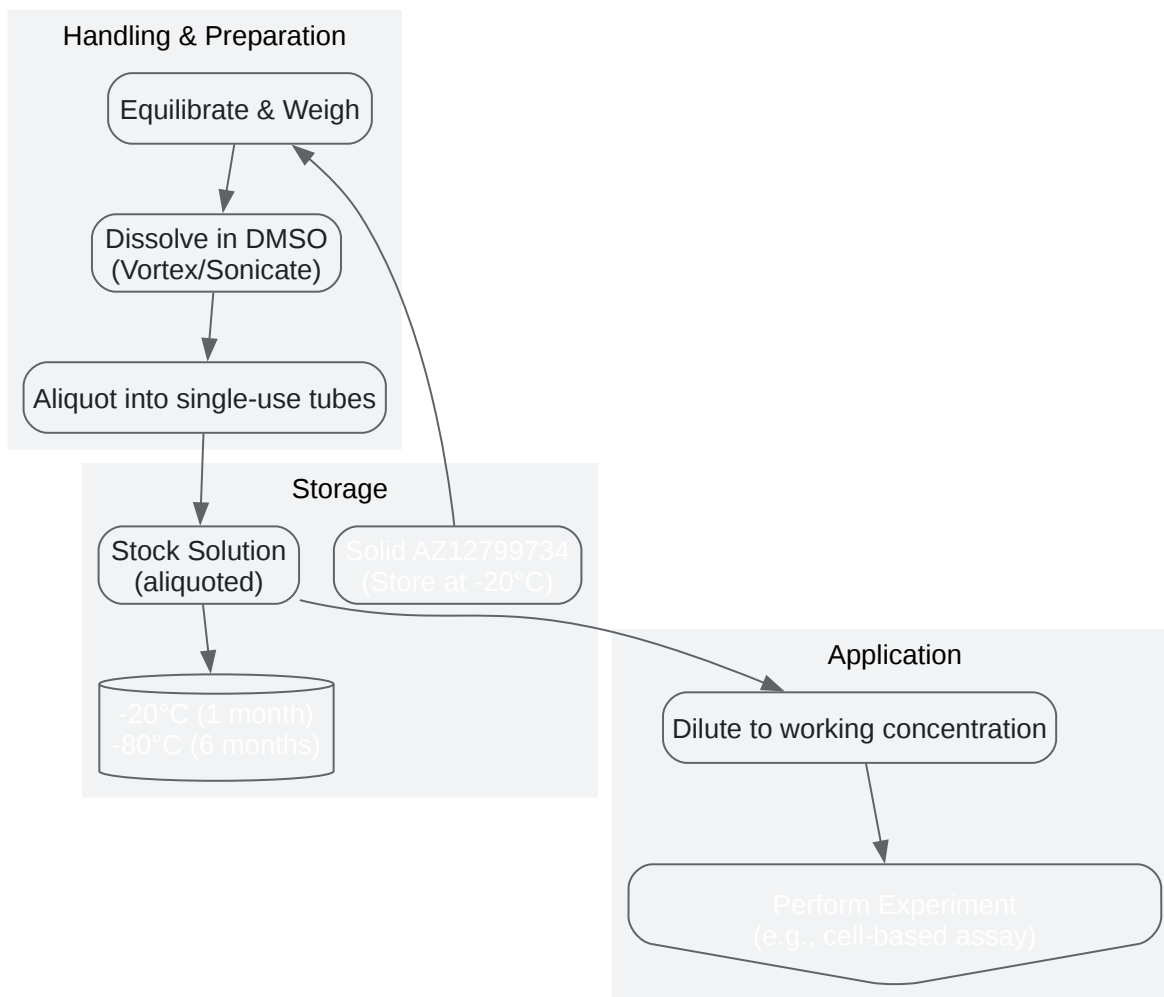 Handling & Preparation
Equilibrate & Weigh
Dissolve in DMSO
(Vortex/Sonicate)
Aliquot into single-use tubes
Storage
Stock Solution
(aliquoted)
Solid AZ12799734
(Store at -20°C)
-20°C (1 month)
-80°C (6 months)
Application
Dilute to working concentration
Perform Experiment
(e.g., cell-based assay)